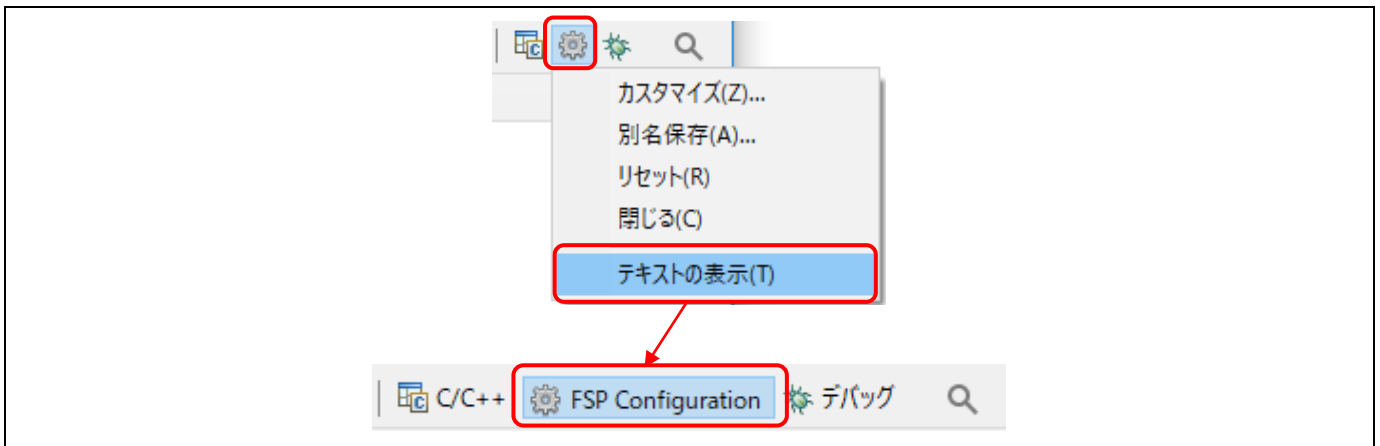 カスタマイズ(Z)...
別名保存(A)...
リセット(R)
閉じる(C)
テキストの表示(T)
C/C++ FSP Configuration デバッグ